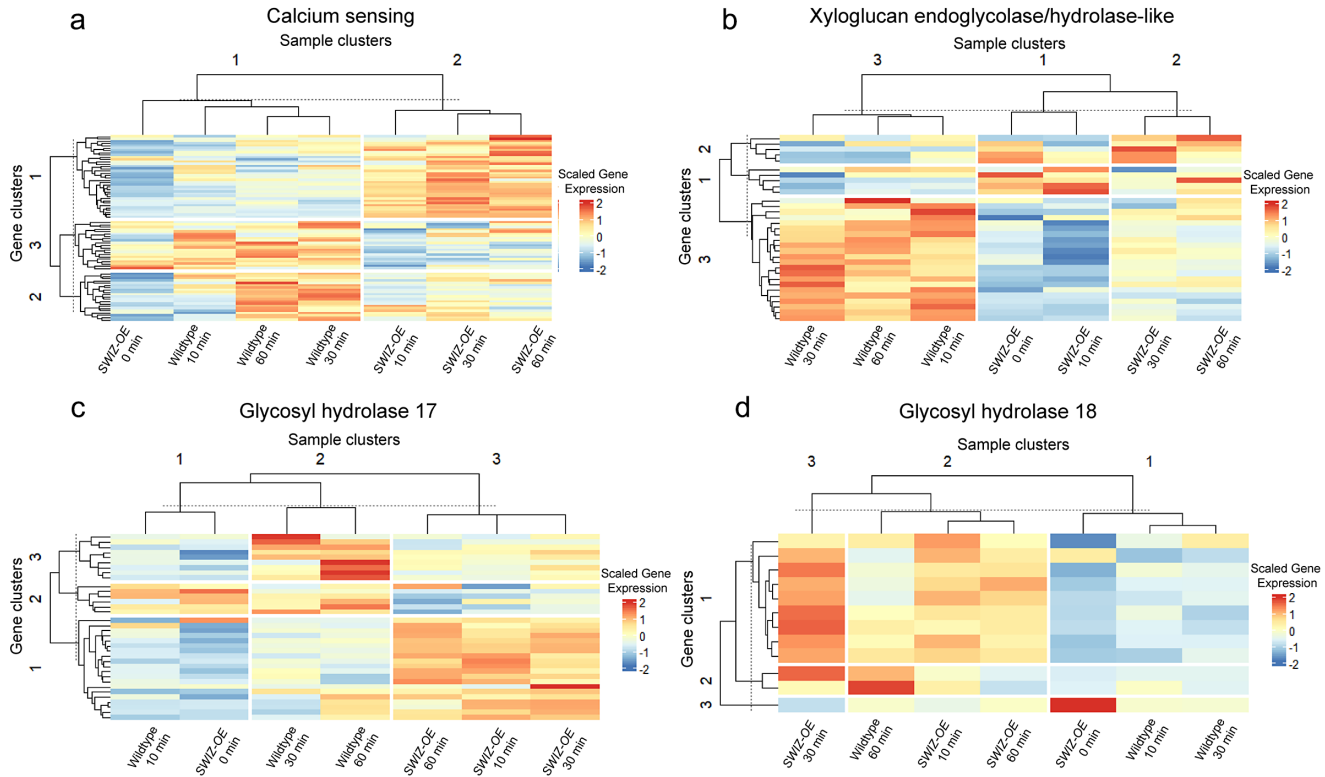 a
Calcium sensing
Sample clusters
1
2
Gene clusters
1
3
2
Scaled Gene
Expression
2
1
0
-1
-2
SWIZ-OE
0 min
Wildtype
10 min
Wildtype
60 min
Wildtype
30 min
SWIZ-OE
10 min
SWIZ-OE
30 min
SWIZ-OE
60 min
b
Xyloglucan endoglycolase/hydrolase-like
Sample clusters
3
1
2
Gene clusters
2
1
3
Scaled Gene
Expression
2
1
0
-1
-2
Wildtype
30 min
Wildtype
60 min
Wildtype
10 min
SWIZ-OE
0 min
SWIZ-OE
10 min
SWIZ-OE
30 min
SWIZ-OE
60 min
c
Glycosyl hydrolase 17
Sample clusters
1
2
3
Gene clusters
3
2
1
Scaled Gene
Expression
2
1
0
-1
-2
Wildtype
10 min
SWIZ-OE
0 min
Wildtype
30 min
Wildtype
60 min
SWIZ-OE
60 min
SWIZ-OE
10 min
SWIZ-OE
30 min
d
Glycosyl hydrolase 18
Sample clusters
3
2
1
Gene clusters
1
2
3
Scaled Gene
Expression
2
1
0
-1
-2
SWIZ-OE
30 min
Wildtype
60 min
SWIZ-OE
10 min
SWIZ-OE
60 min
SWIZ-OE
0 min
Wildtype
10 min
Wildtype
30 min